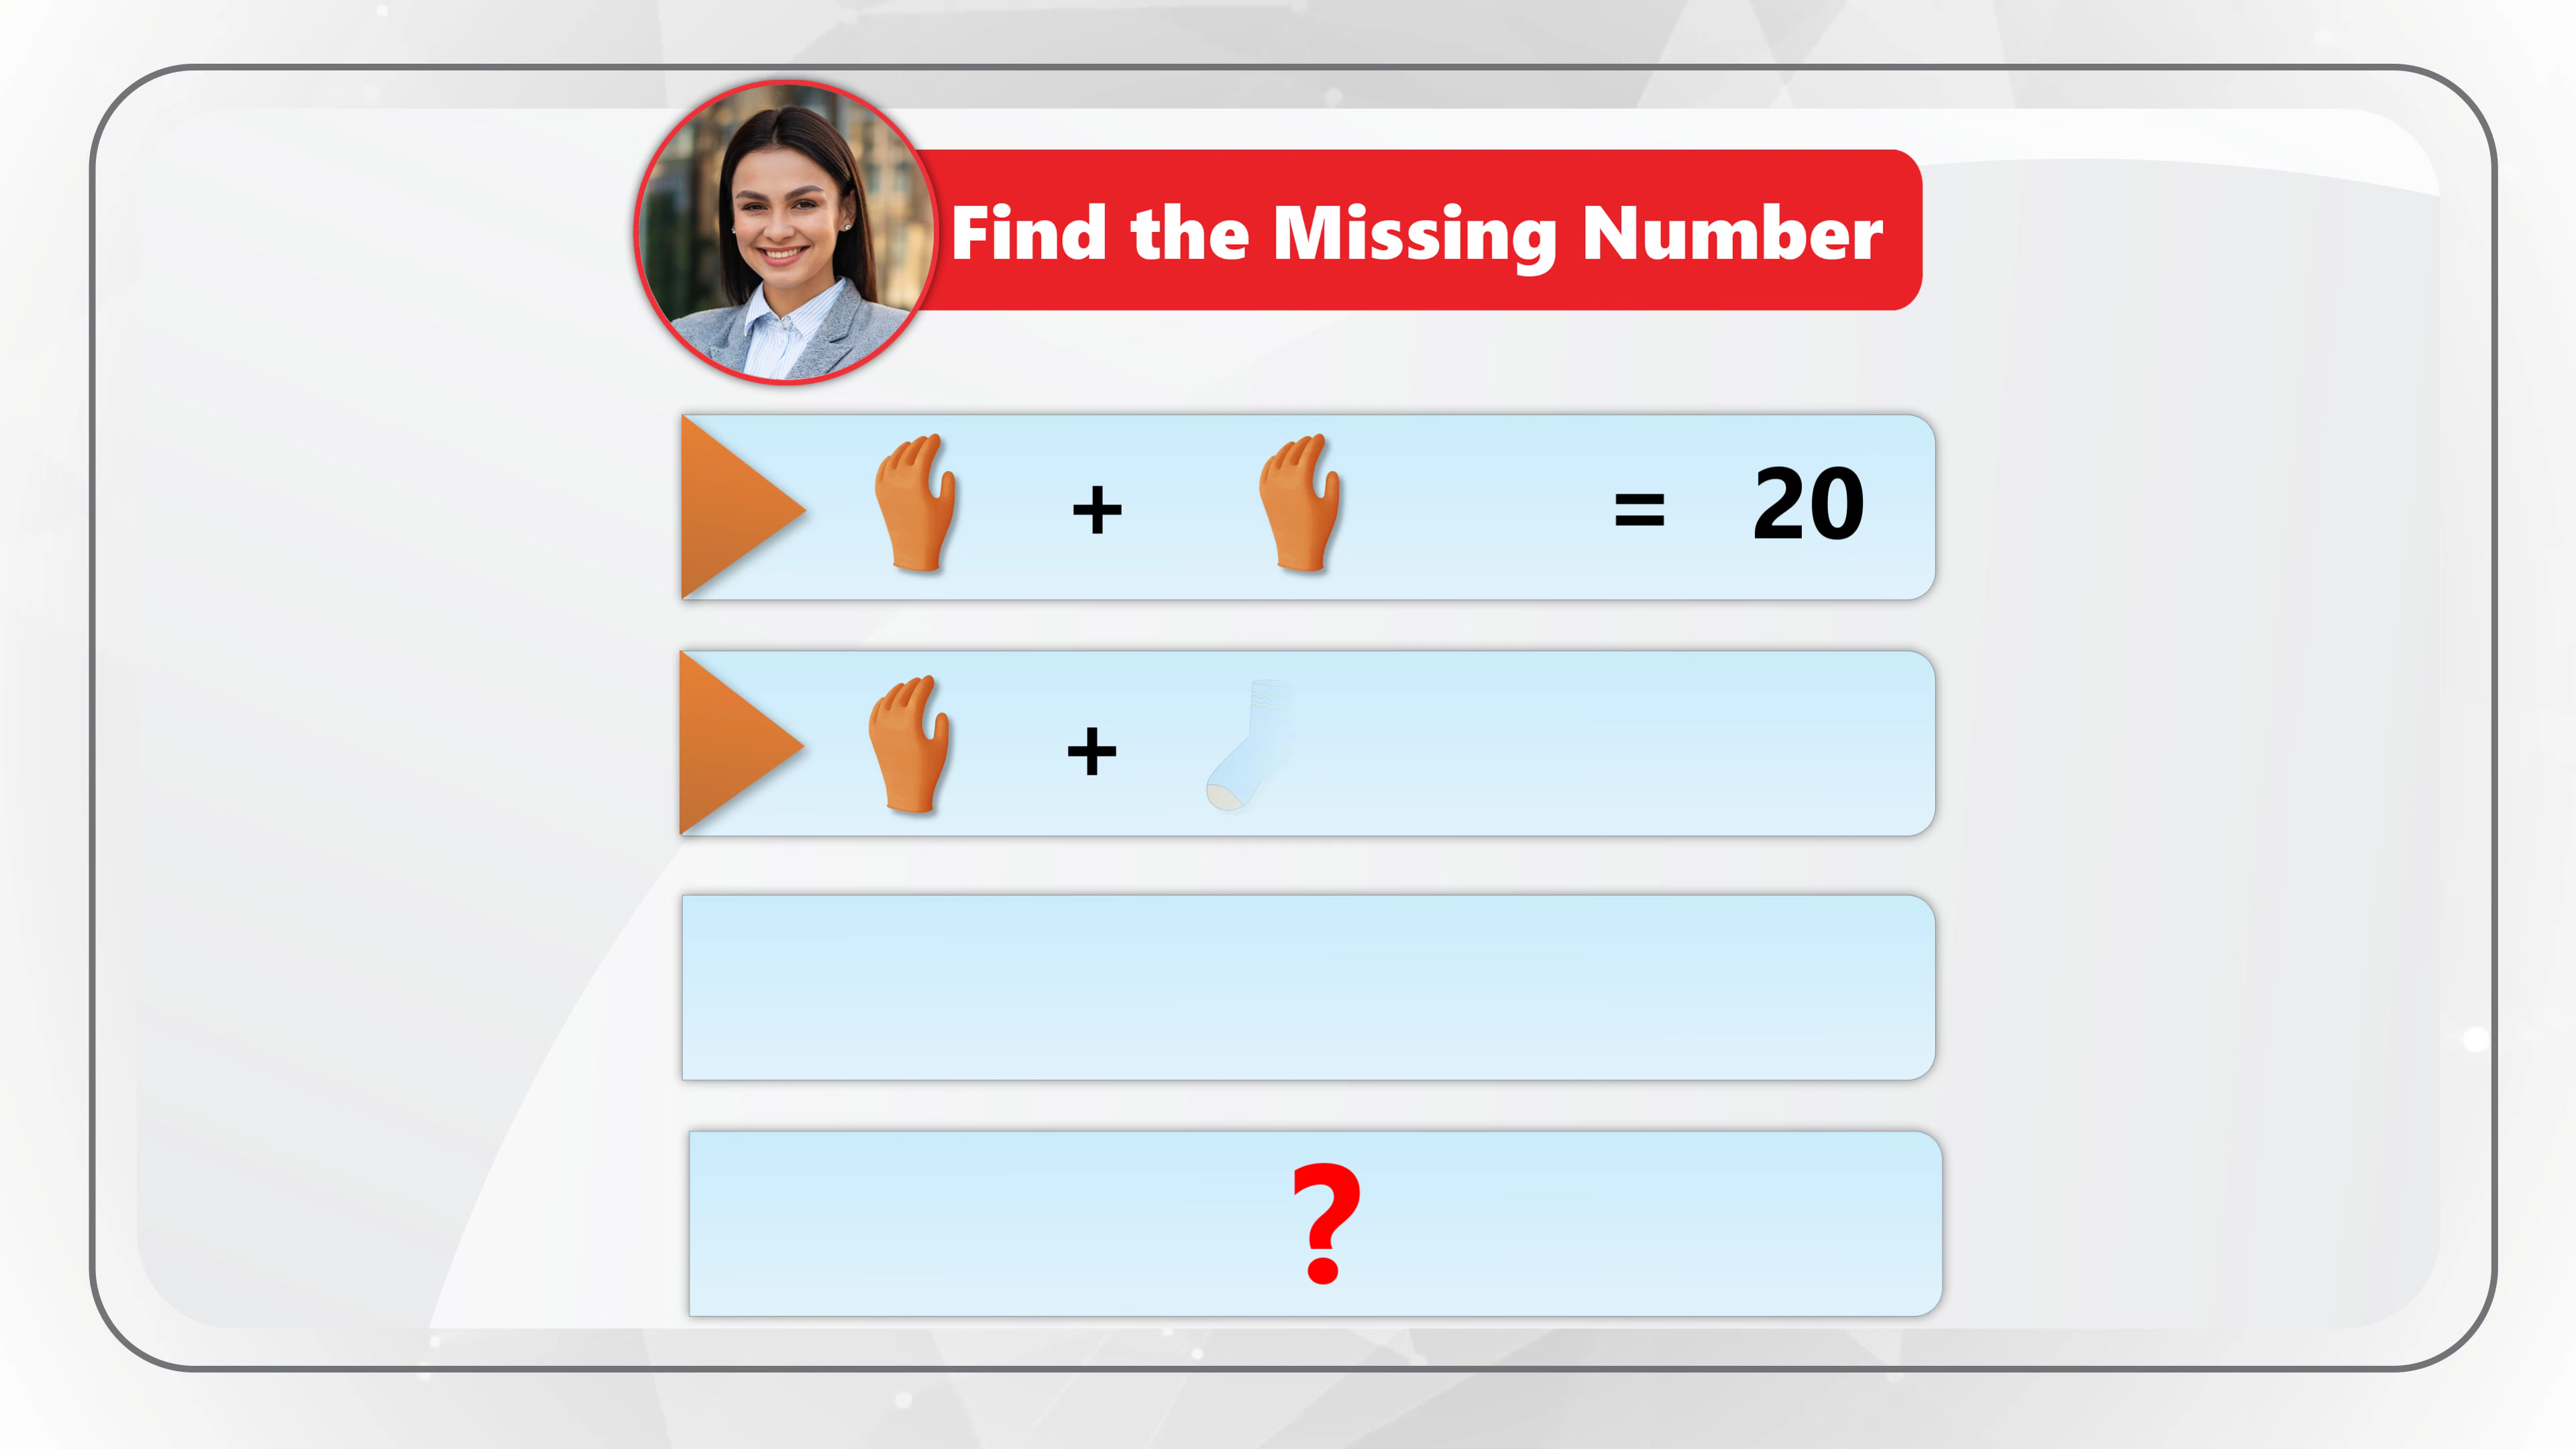 Find the Missing Number
+ = 20
+
?